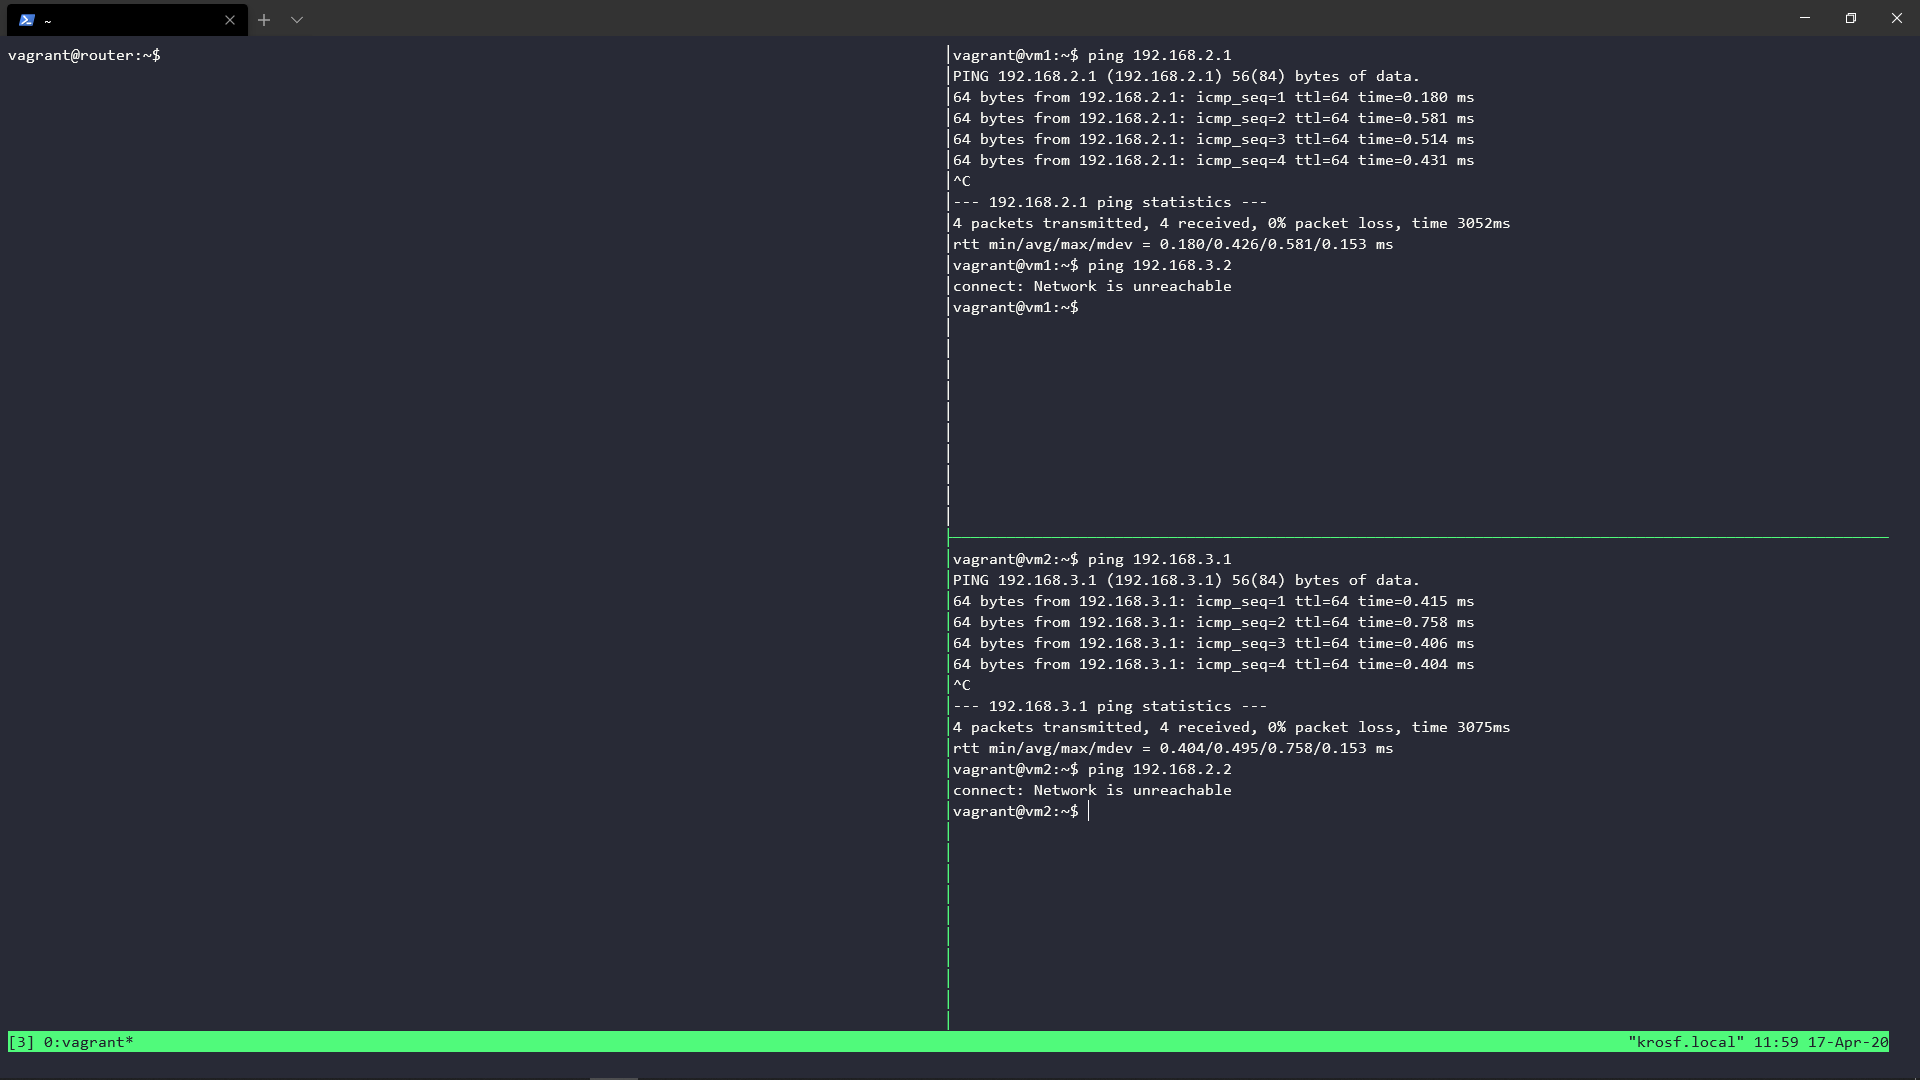 ~
vagrant@router:~$
vagrant@vm1:~$ ping 192.168.2.1
PING 192.168.2.1 (192.168.2.1) 56(84) bytes of data.
64 bytes from 192.168.2.1: icmp_seq=1 ttl=64 time=0.180 ms
64 bytes from 192.168.2.1: icmp_seq=2 ttl=64 time=0.581 ms
64 bytes from 192.168.2.1: icmp_seq=3 ttl=64 time=0.514 ms
64 bytes from 192.168.2.1: icmp_seq=4 ttl=64 time=0.431 ms
^C
--- 192.168.2.1 ping statistics ---
4 packets transmitted, 4 received, 0% packet loss, time 3052ms
rtt min/avg/max/mdev = 0.180/0.426/0.581/0.153 ms
vagrant@vm1:~$ ping 192.168.3.2
connect: Network is unreachable
vagrant@vm1:~$
vagrant@vm2:~$ ping 192.168.3.1
PING 192.168.3.1 (192.168.3.1) 56(84) bytes of data.
64 bytes from 192.168.3.1: icmp_seq=1 ttl=64 time=0.415 ms
64 bytes from 192.168.3.1: icmp_seq=2 ttl=64 time=0.758 ms
64 bytes from 192.168.3.1: icmp_seq=3 ttl=64 time=0.406 ms
64 bytes from 192.168.3.1: icmp_seq=4 ttl=64 time=0.404 ms
^C
--- 192.168.3.1 ping statistics ---
4 packets transmitted, 4 received, 0% packet loss, time 3075ms
rtt min/avg/max/mdev = 0.404/0.495/0.758/0.153 ms
vagrant@vm2:~$ ping 192.168.2.2
connect: Network is unreachable
vagrant@vm2:~$
[3] 0:vagrant* "krosf.local" 11:59 17-Apr-20